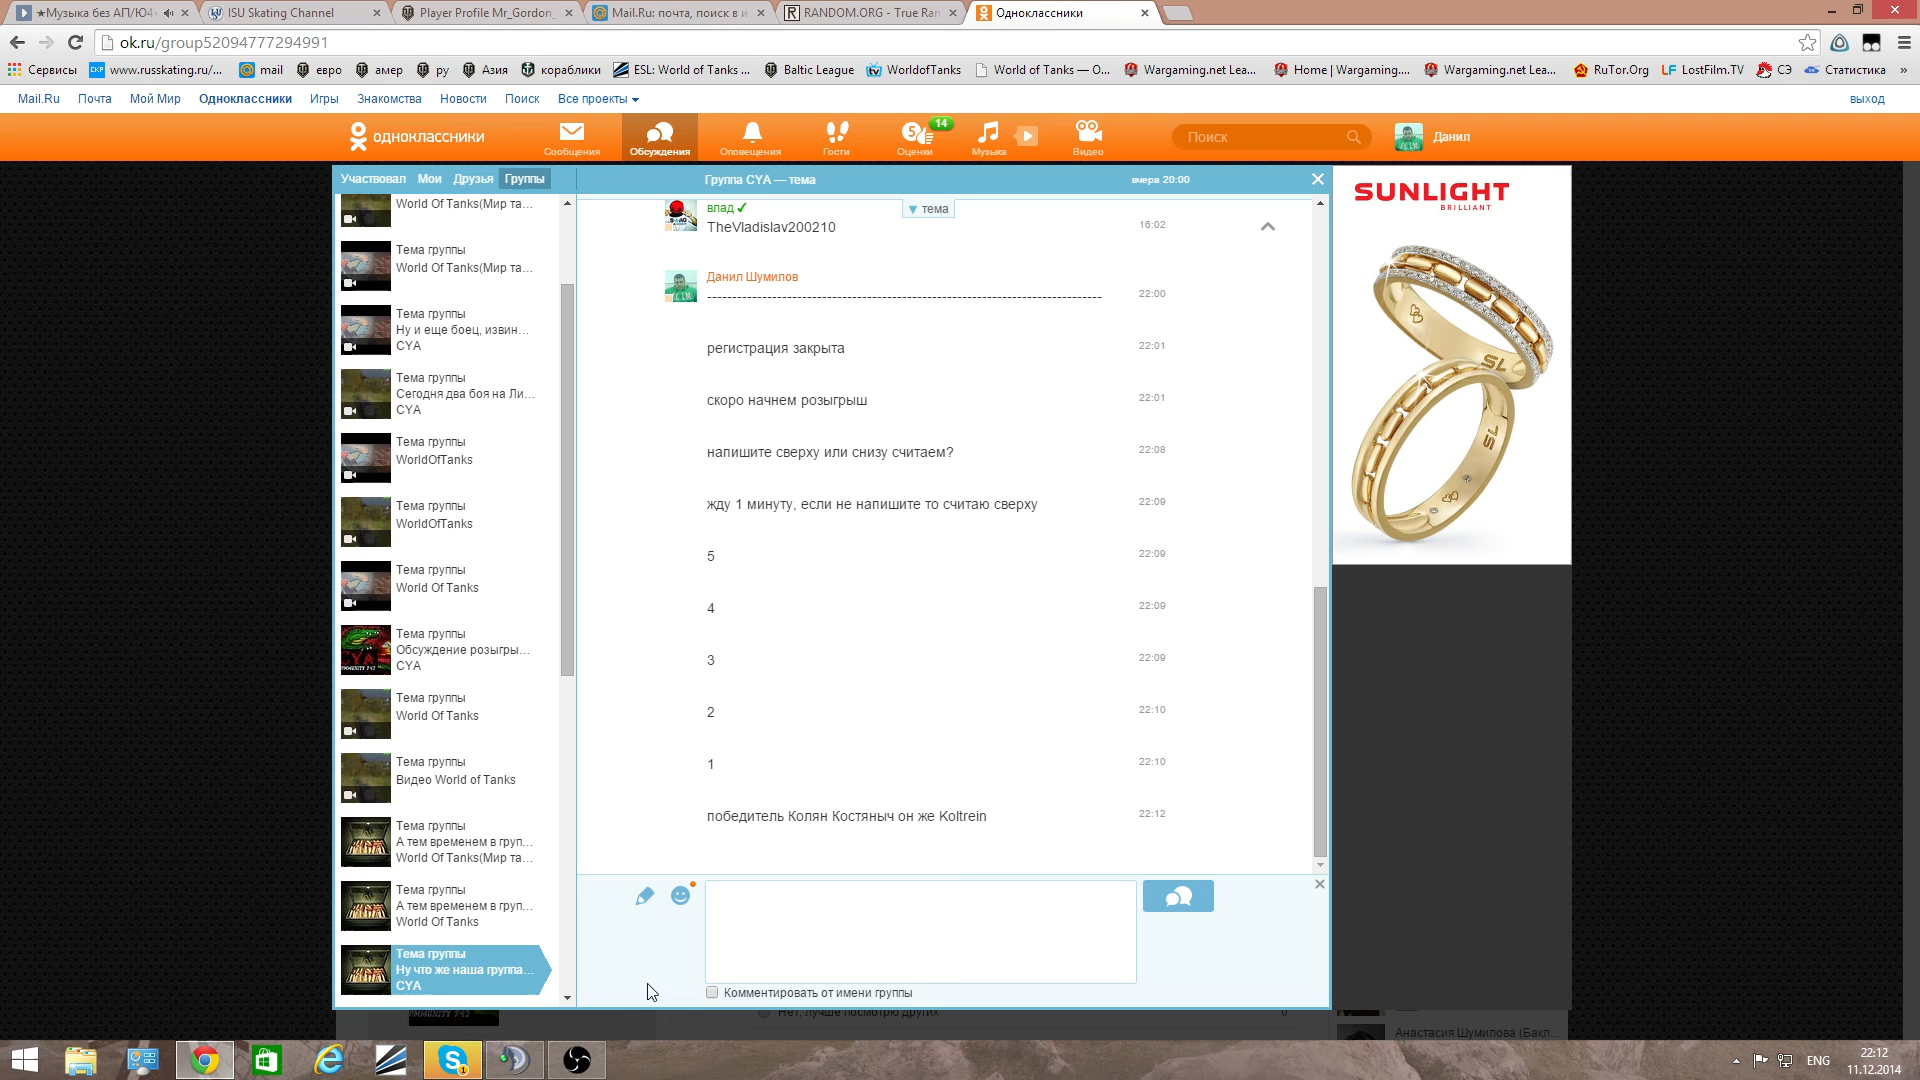 ★Музыка без АП/Ю4
ISU Skating Channel
Player Profile Mr_Gordon_
Mail.Ru: почта, поиск в и
RANDOM.ORG - True Ran
Одноклассники
ok.ru/group52094777294991
Сервисы www.russkating.ru/... mail евро амер ру Азия кораблики ESL: World of Tanks ... Baltic League WorldofTanks World of Tanks — О... Wargaming.net Lea... Home | Wargaming.... Wargaming.net Lea... RuTor.Org LostFilm.TV СЭ Статистика »
Mail.Ru Почта Мой Мир Одноклассники Игры Знакомства Новости Поиск Все проекты выход
одноклассники
Сообщения Обсуждения Оповещения Гости Оценки 14 Музыка Видео
Поиск
Данил
Участвовал Мои Друзья Группы
Группа CYA — тема вчера 20:00
World Of Tanks(Мир та...
Тема группы
World Of Tanks(Мир та...
Тема группы
Ну и еще боец, извин...
CYA
Тема группы
Сегодня два боя на Ли...
CYA
Тема группы
WorldOfTanks
Тема группы
WorldOfTanks
Тема группы
World Of Tanks
Тема группы
Обсуждение розыгры...
CYA
Тема группы
World Of Tanks
Тема группы
Видео World of Tanks
Тема группы
А тем временем в груп...
World Of Tanks(Мир та...
Тема группы
А тем временем в груп...
World Of Tanks
Тема группы
Ну что же наша группа...
CYA
влад
тема
TheVladislav200210 16:02
Данил Шумилов
------------------------------------------------------------------------------- 22:00
регистрация закрыта 22:01
скоро начнем розыгрыш 22:01
напишите сверху или снизу считаем? 22:08
жду 1 минуту, если не напишите то считаю сверху 22:09
5 22:09
4 22:09
3 22:09
2 22:10
1 22:10
победитель Колян Костяныч он же Koltrein 22:12
Комментировать от имени группы
Нет, лучше посмотрю других 0
SUNLIGHT
BRILLIANT
SL
SL
Анастасия Шумилова (Бакл...
ENG
22:12
11.12.2014